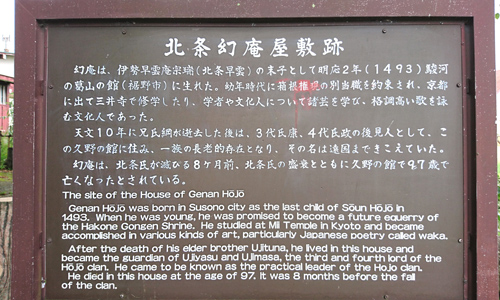 北条幻庵屋敷跡
幻庵は、伊勢早雲庵宗瑞(北条早雲)の末子として明応2年(1493)駿河
の葛山の館(裾野市)に生れた。幼年時代に箱根権現の別当職を約束され、京都
に出て三井寺で修学したり、学者や文化人について諸芸を学び、格調高い歌を詠
む文化人であった。
天文10年に兄氏綱が逝去した後は、3代氏康、4代氏政の後見人として、こ
の久野の館に住み、一族の長老的存在となり、その名は遠国まできこえていた。
幻庵は、北条氏が滅びる8ケ月前、北条氏の盛衰とともに久野の館で97歳で
亡くなったとされている。
The site of the House of Genan Hōjō
Genan Hōjō was born in Susono city as the last child of Sōun Hōjō in
1493. When he was young, he was promised to become a future equerry of
the Hakone Gongen Shrine. He studied at Mii Temple in Kyoto and became
accomplished in various kinds of art, particularly Japanese poetry called waka.
After the death of his elder brother Ujituna, he lived in this house and
became the guardian of Ujiyasu and Ujimasa, the third and fourth lord of the
Hōjō clan. He came to be known as the practical leader of the Hojo clan.
He died in this house at the age of 97. It was 8 months before the fall
of the clan.